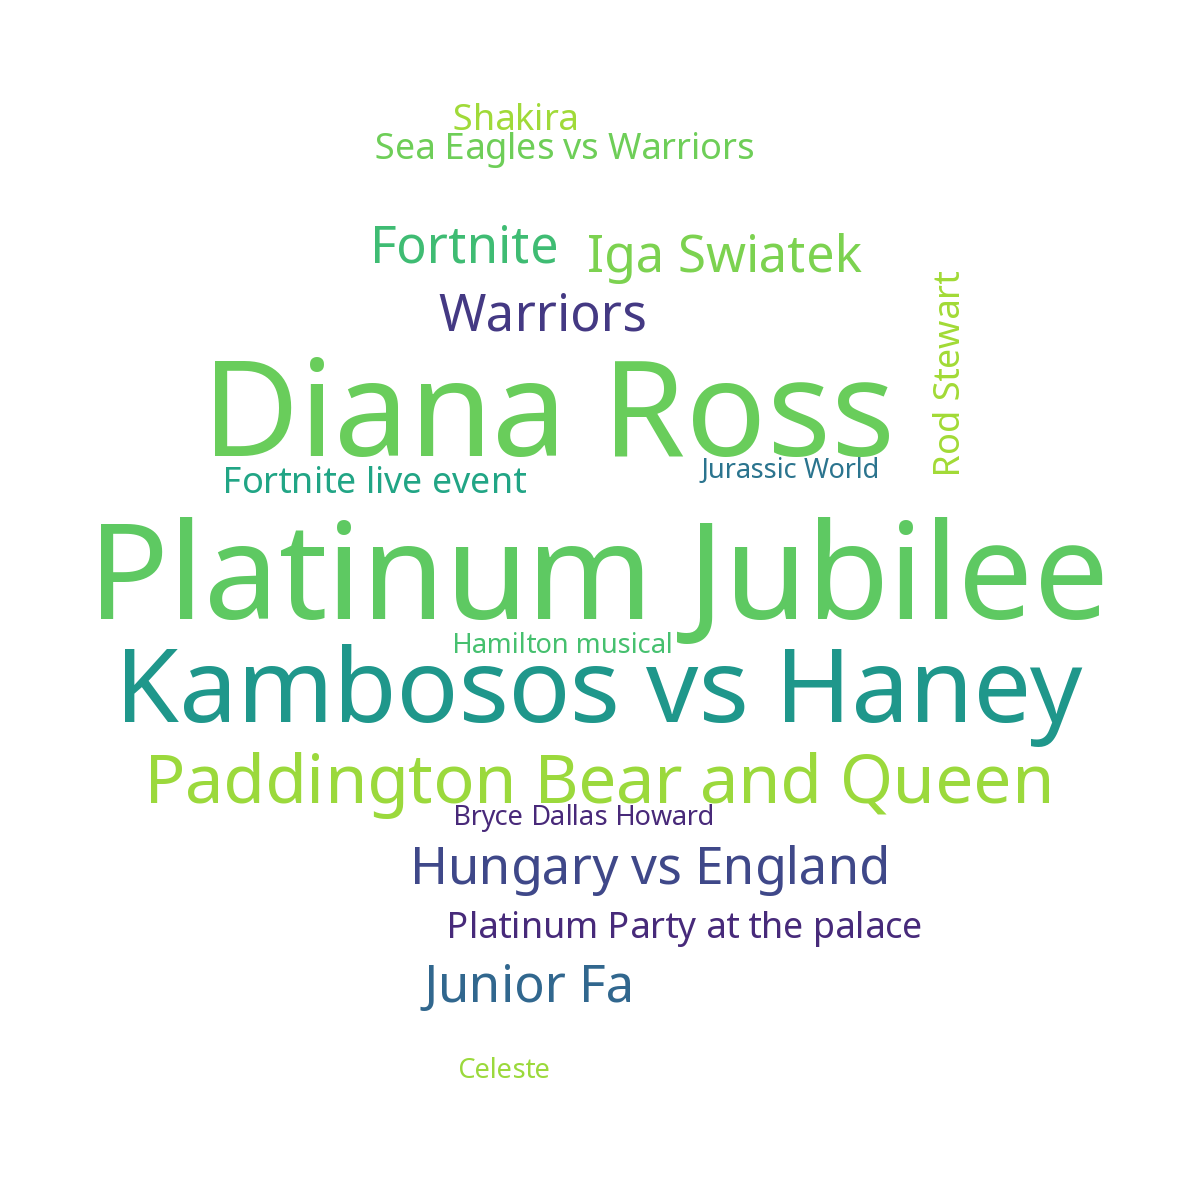 Shakira
Sea Eagles vs Warriors
Fortnite
Iga Swiatek
Rod Stewart
Warriors
Diana Ross
Jurassic World
Fortnite live event
Platinum Jubilee
Hamilton musical
Kambosos vs Haney
Paddington Bear and Queen
Bryce Dallas Howard
Hungary vs England
Platinum Party at the palace
Junior Fa
Celeste